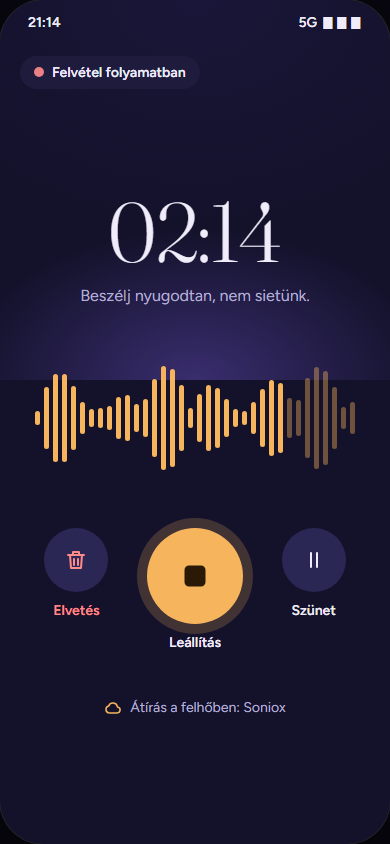 21:14
5G
Felvétel folyamatban
02:14
Beszélj nyugodtan, nem sietünk.
Elvetés
Szünet
Leállítás
Átírás a felhőben: Soniox